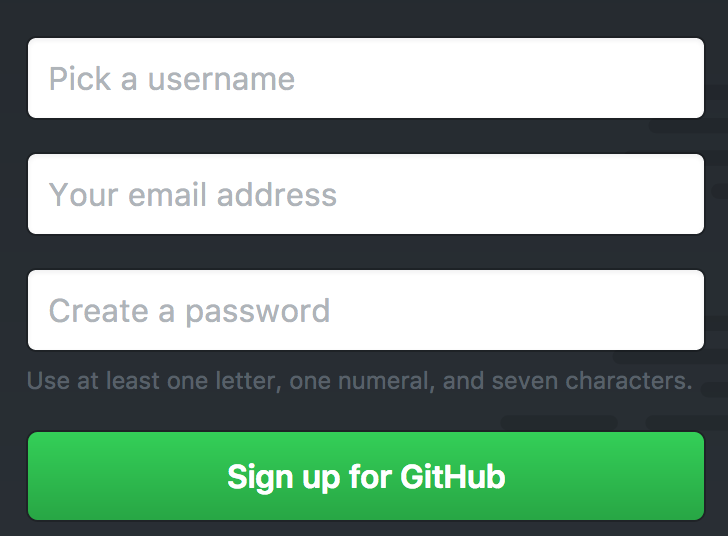 Pick a username
Your email address
Create a password
Use at least one letter, one numeral, and seven characters.
Sign up for GitHub